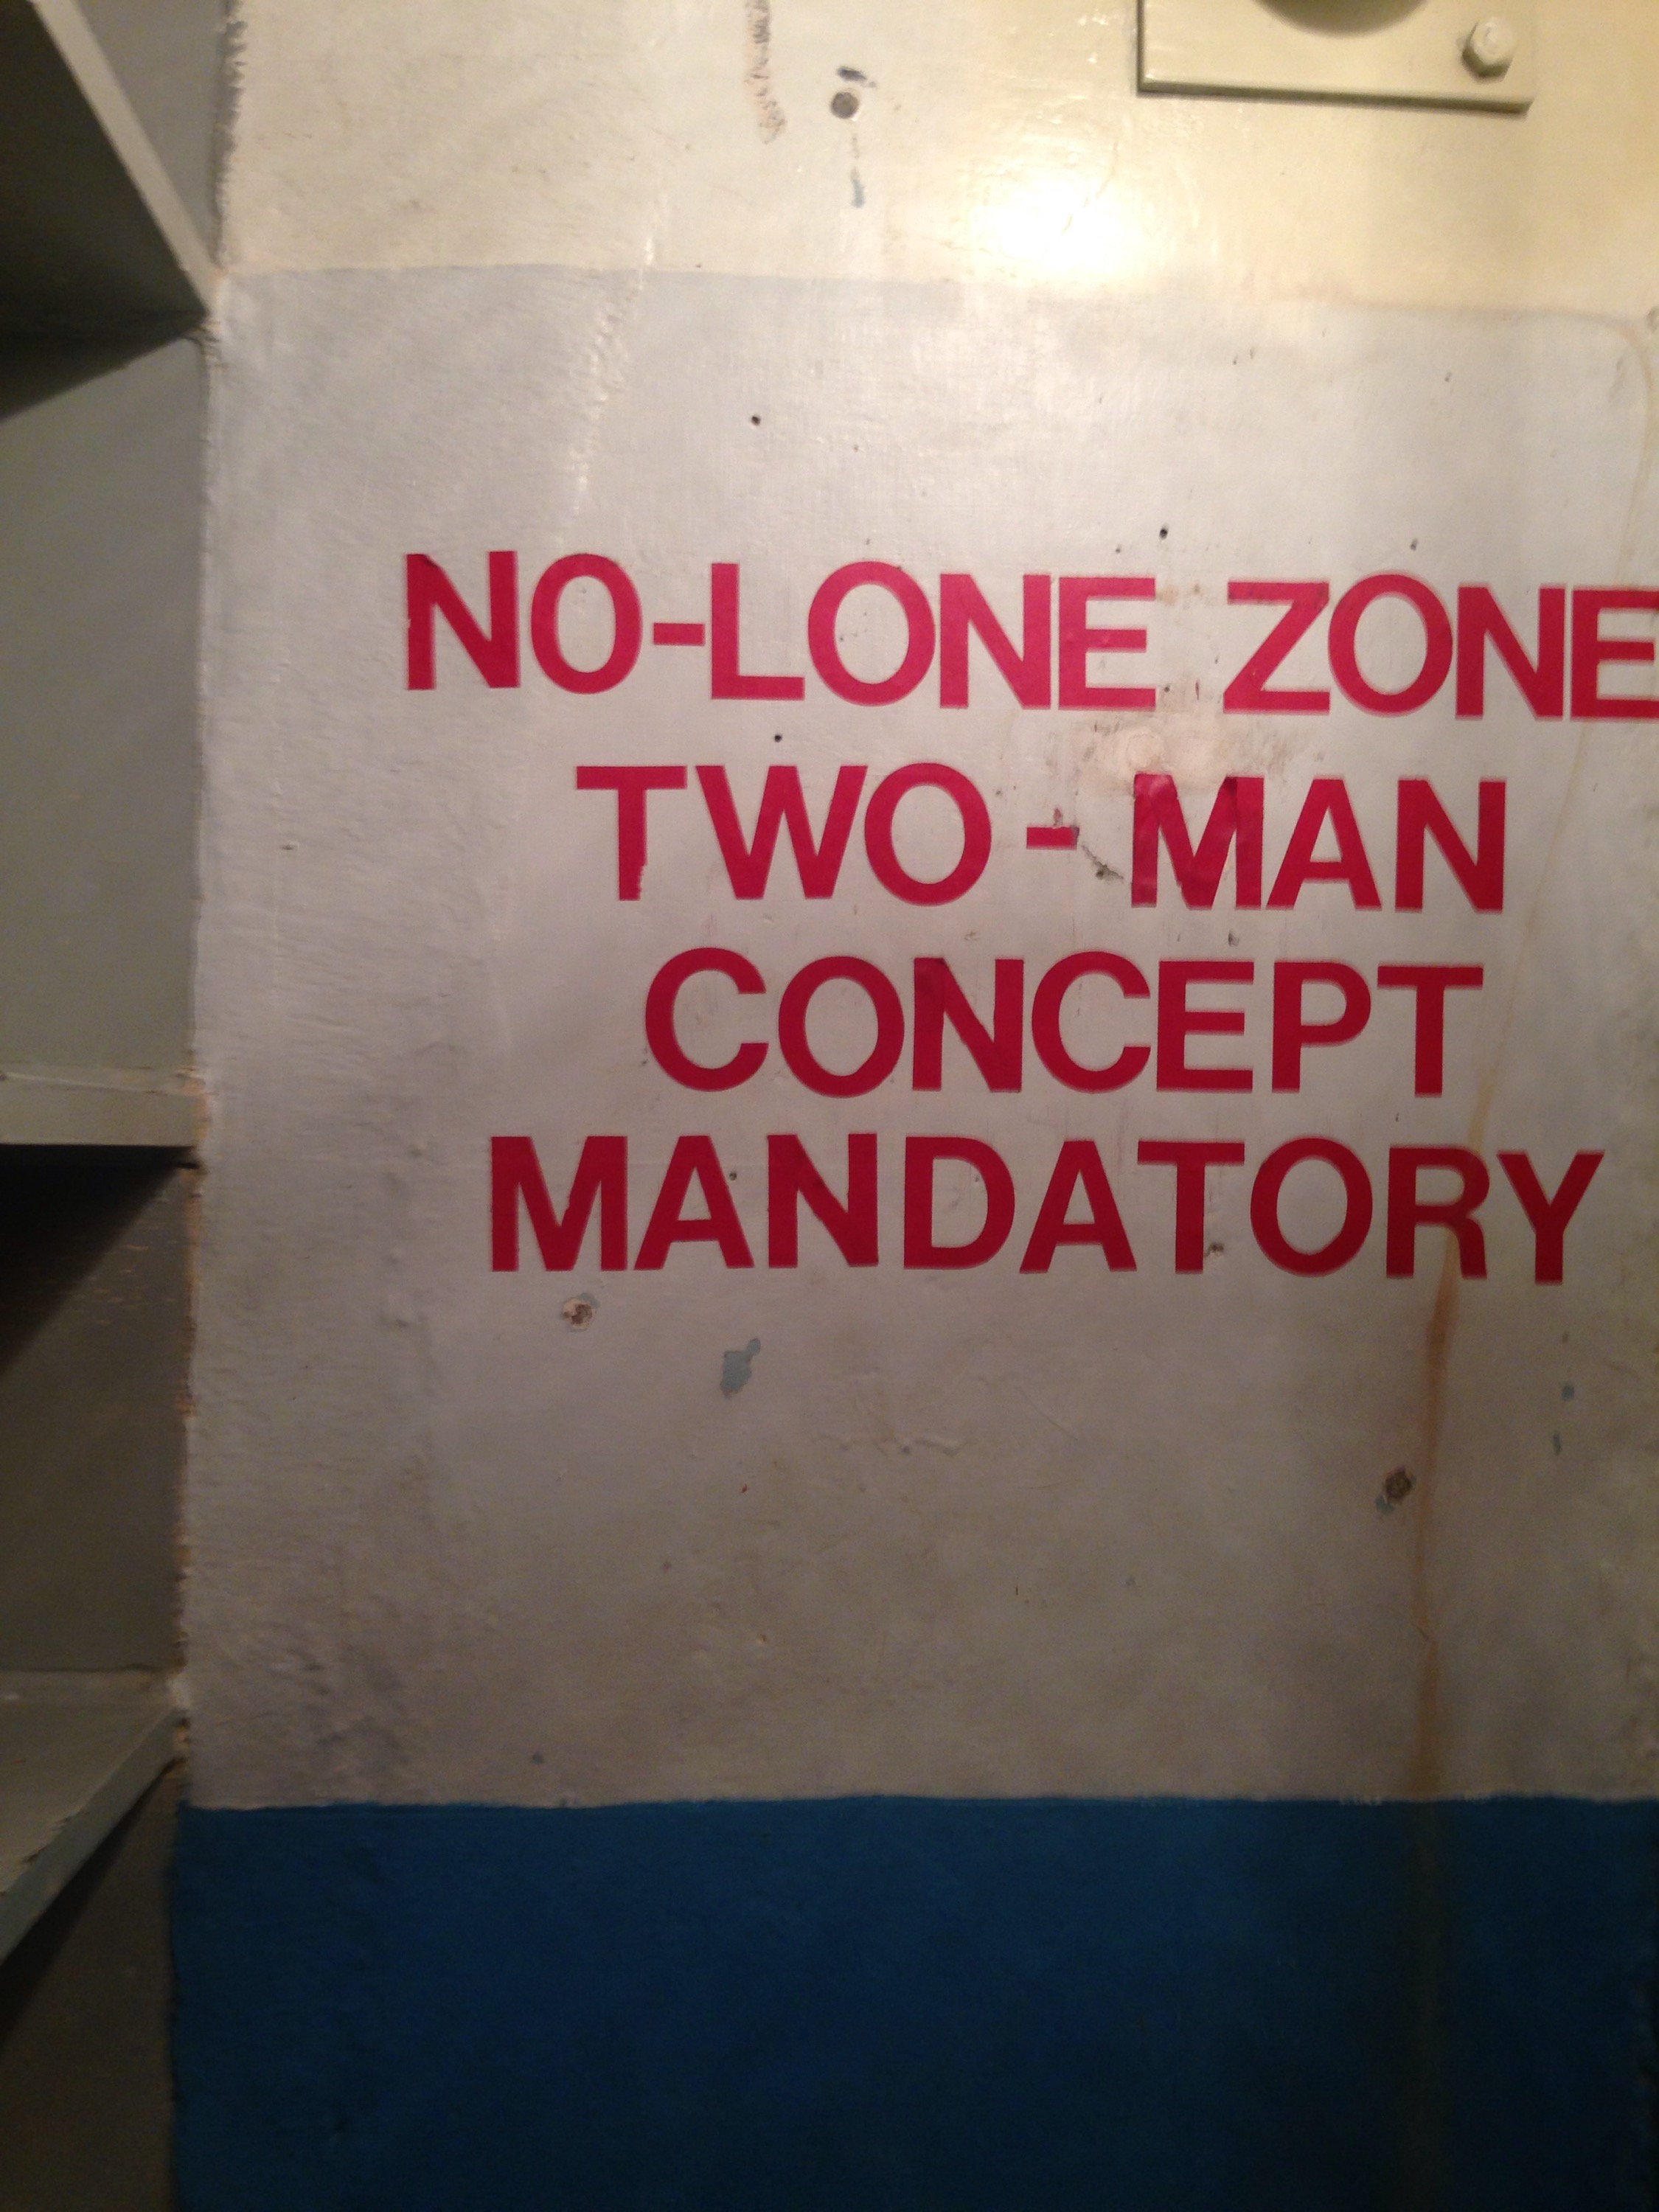 NO-LONE ZONE
TWO - MAN
CONCEPT
MANDATORY